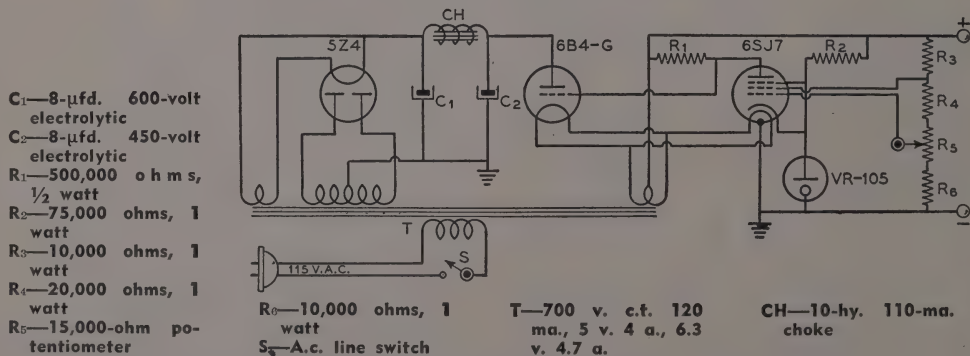 CH
5Z4
6B4-G
R1
6SJ7
R2
+
R3
C1
C2
R4
R5
VR-105
R6
−
T
S
115 V.A.C.
C1—8-µfd. 600-volt
electrolytic
C2—8-µfd. 450-volt
electrolytic
R1—500,000 ohms,
½ watt
R2—75,000 ohms, 1
watt
R3—10,000 ohms, 1
watt
R4—20,000 ohms, 1
watt
R5—15,000-ohm po-
tentiometer
R6—10,000 ohms, 1
watt
S—A.c. line switch
T—700 v. c.t. 120
ma., 5 v. 4 a., 6.3
v. 4.7 a.
CH—10-hy. 110-ma.
choke